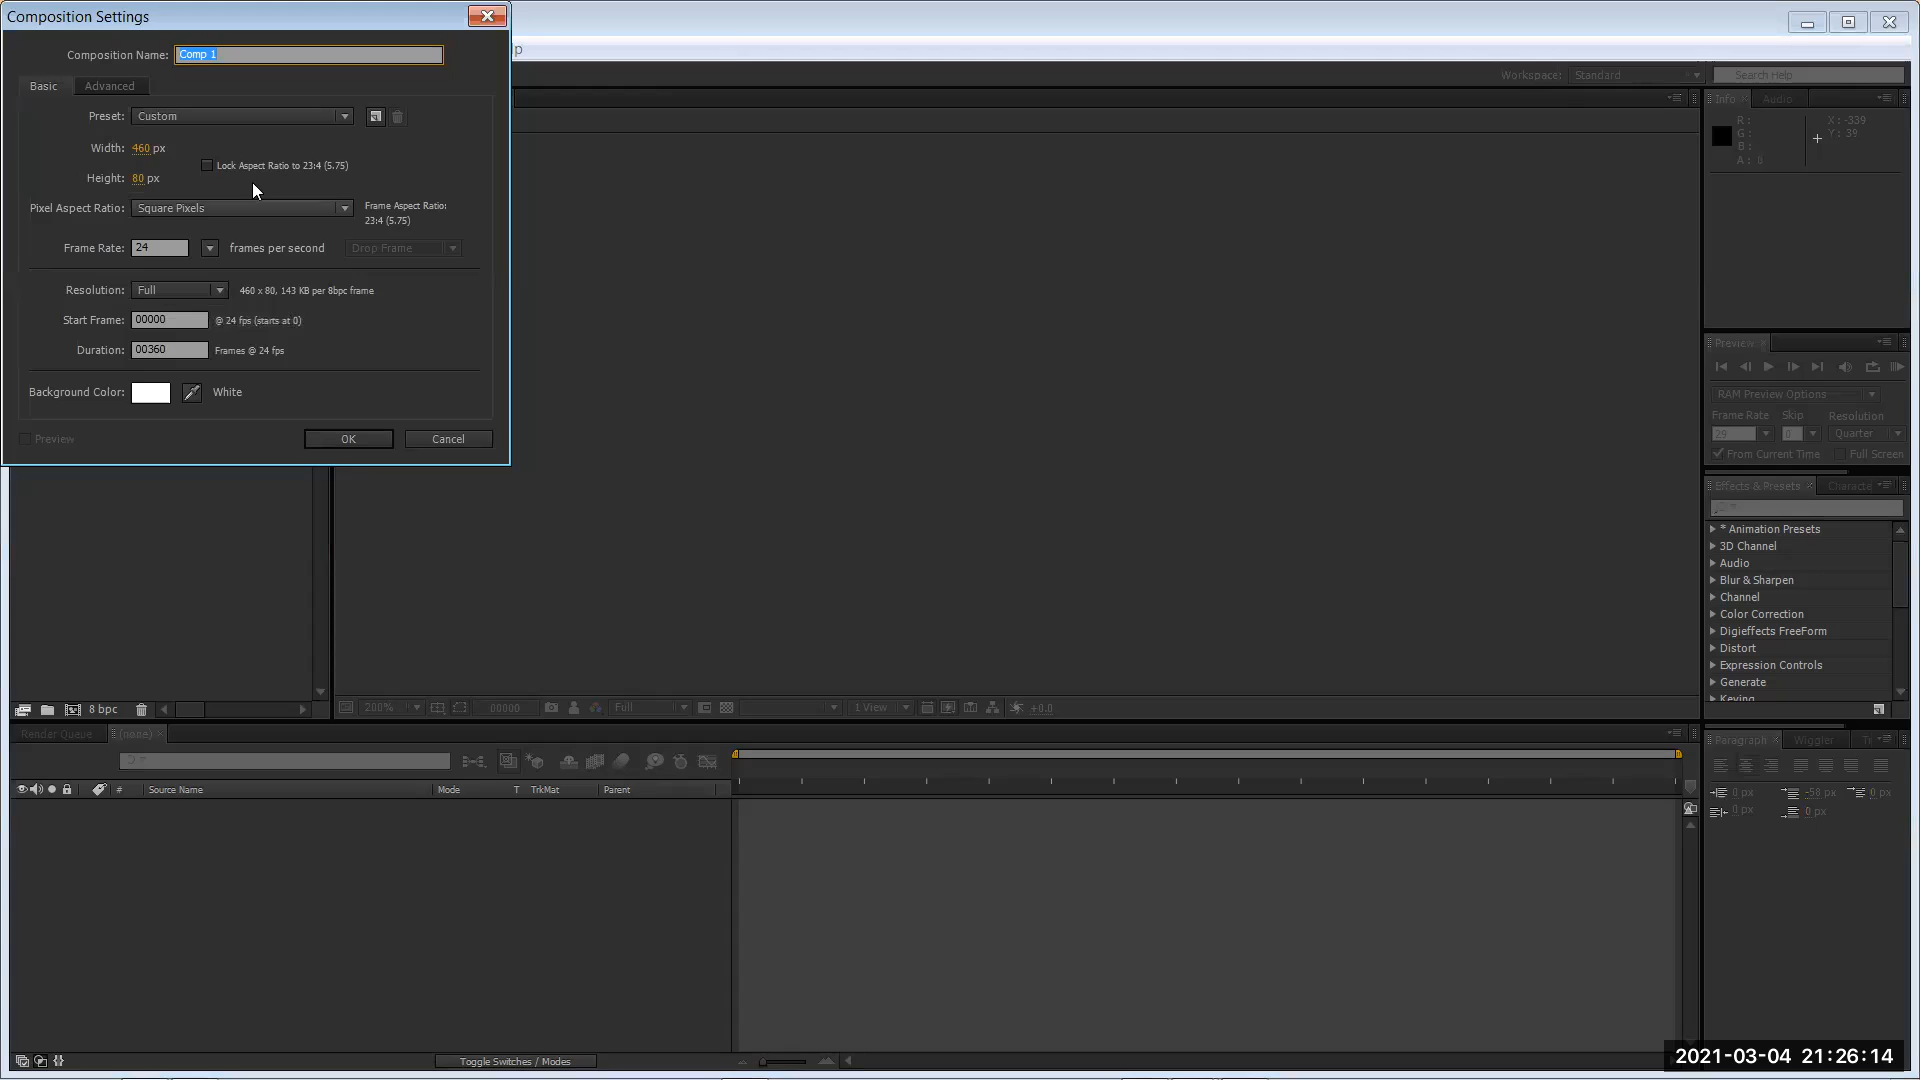 Composition Settings
Composition Name: Comp 1
Basic Advanced
Preset: Custom
Width: 460 px
Lock Aspect Ratio to 23:4 (5.75)
Height: 80 px
Pixel Aspect Ratio: Square Pixels
Frame Aspect Ratio:
23:4 (5.75)
Frame Rate: 24 frames per second Drop Frame
Resolution: Full 460 x 80, 143 KB per 8bpc frame
Start Frame: 00000 @ 24 fps (starts at 0)
Duration: 00360 Frames @ 24 fps
Background Color: White
Preview OK Cancel
Workspace: Standard Search Help
Info Audio
R: X: -339
G: Y: 39
B:
Preview
RAM Preview Options
Frame Rate Skip Resolution
29 0 Quarter
From Current Time Full Screen
Effects & Presets Characte
* Animation Presets
3D Channel
Audio
Blur & Sharpen
Channel
Color Correction
Digieffects FreeForm
Distort
Expression Controls
Generate
Keying
8 bpc
200% 00000 Full 1 View +0.0
Render Queue (none)
# Source Name Mode T TrkMat Parent
Paragraph Wiggler
0 px -58 px 0 px
0 px 0 px
Toggle Switches / Modes
2021-03-04 21:26:14